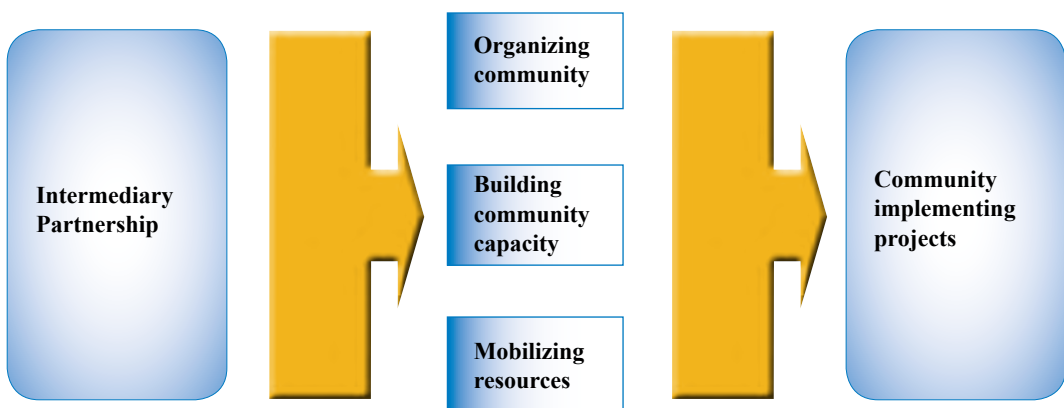 Intermediary
Partnership
Organizing
community
Building
community
capacity
Mobilizing
resources
Community
implementing
projects